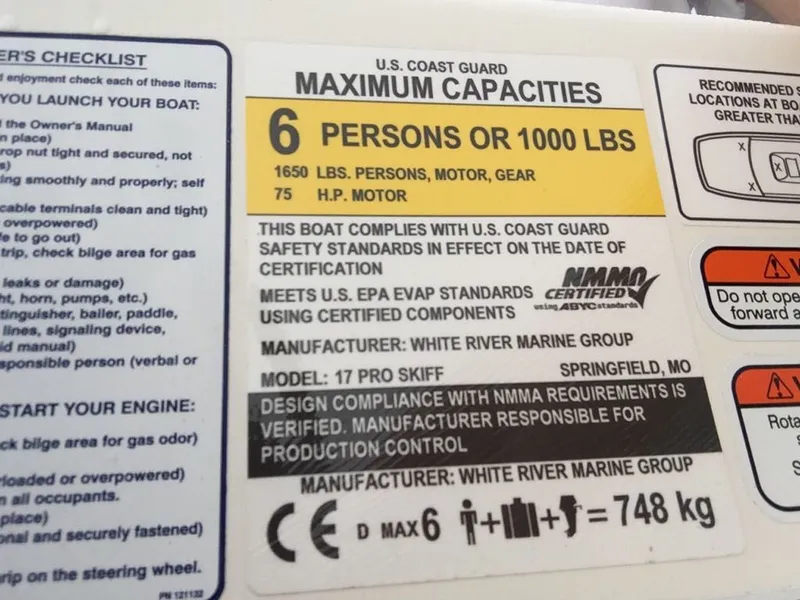 ER'S CHECKLIST
enjoyment check each of these items:
YOU LAUNCH YOUR BOAT:
the Owner's Manual
n place)
rop nut tight and secured, not
s)
ng smoothly and properly; self
cable terminals clean and tight)
overpowered)
e to go out)
trip, check bilge area for gas
leaks or damage)
ht, horn, pumps, etc.)
tinguisher, bailer, paddle,
lines, signaling device,
id manual)
sponsible person (verbal or
START YOUR ENGINE:
ck bilge area for gas odor)
rloaded or overpowered)
n all occupants.
place)
onal and securely fastened)
rip on the steering wheel.
PN 121132
U.S. COAST GUARD
MAXIMUM CAPACITIES
6 PERSONS OR 1000 LBS
1650 LBS. PERSONS, MOTOR, GEAR
75 H.P. MOTOR
THIS BOAT COMPLIES WITH U.S. COAST GUARD
SAFETY STANDARDS IN EFFECT ON THE DATE OF
CERTIFICATION
MEETS U.S. EPA EVAP STANDARDS
USING CERTIFIED COMPONENTS
NMMA
CERTIFIED
using ABYC standards
MANUFACTURER: WHITE RIVER MARINE GROUP
MODEL: 17 PRO SKIFF SPRINGFIELD, MO
DESIGN COMPLIANCE WITH NMMA REQUIREMENTS IS
VERIFIED. MANUFACTURER RESPONSIBLE FOR
PRODUCTION CONTROL
MANUFACTURER: WHITE RIVER MARINE GROUP
CE D MAX 6 + + = 748 kg
RECOMMENDED S
LOCATIONS AT BO
GREATER THA
X
X
X
W
Do not ope
forward a
W
Rota
S